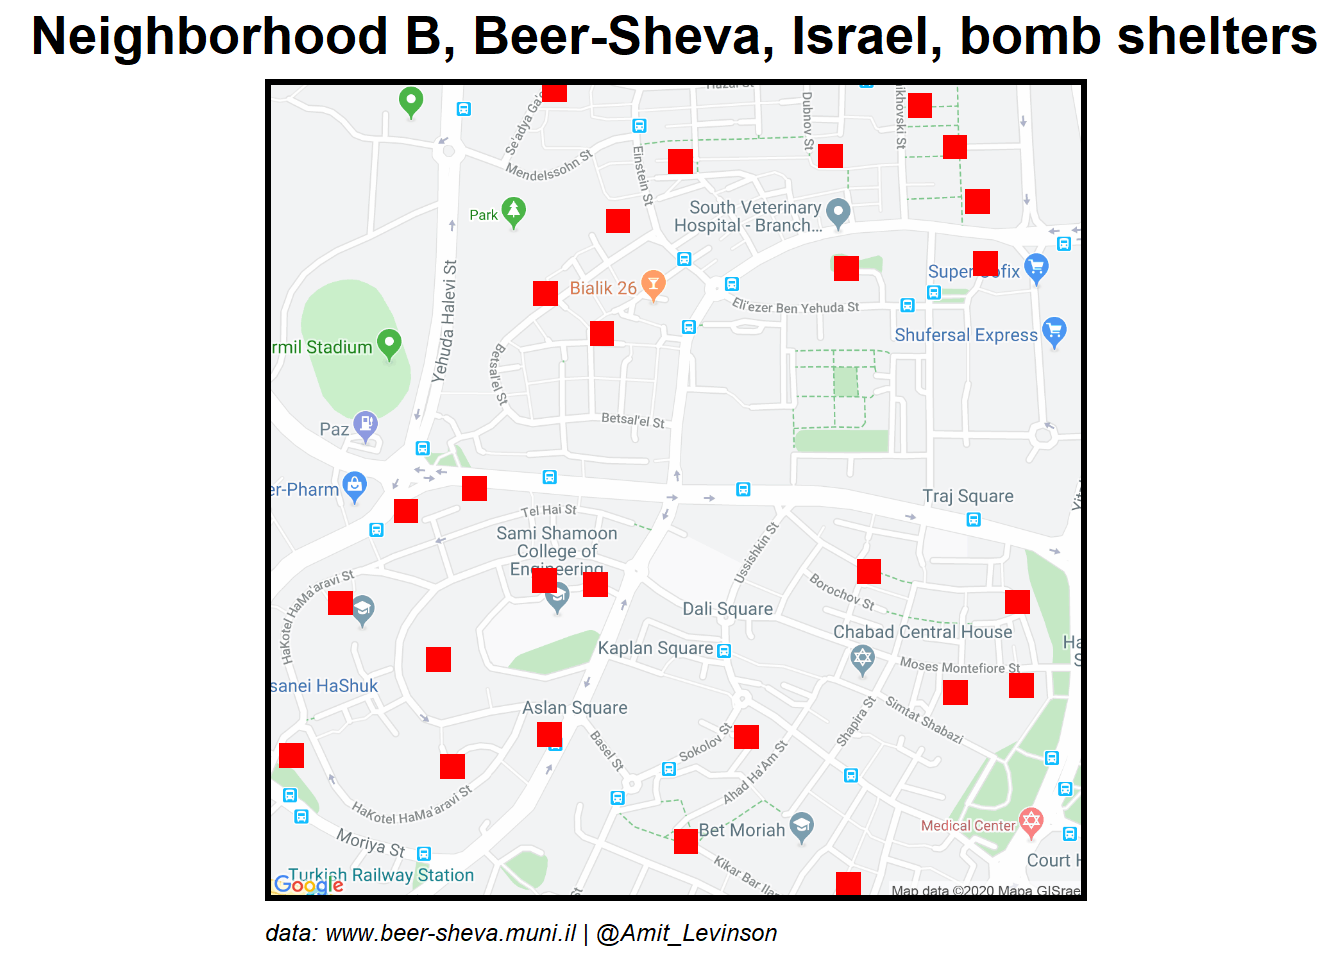 Neighborhood B, Beer-Sheva, Israel, bomb shelters
Se'adya Ga'o
Hazal St
Dubnov St
ikhovski St
Mendelssohn St
Einstein St
Park
South Veterinary
Hospital - Branch...
Yehuda Halevi St
Bialik 26
Super
ofix
Eli'ezer Ben Yehuda St
Shufersal Express
rmil Stadium
Betsal'el St
Betsal'el St
Paz
er-Pharm
Traj Square
Tel Hai St
Sami Shamoon
College of
Engineering
Ussishkin St
Borochov St
HaKotel HaMa'aravi St
Dali Square
Chabad Central House
Kaplan Square
Moses Montefiore St
Ha
S
sanei HaShuk
Aslan Square
Simtat Shabazi
Shapira St
Basel St
Sokolov St
Ahad Ha'Am St
HaKotel HaMa'aravi St
Moriya St
Bet Moriah
Medical Center
Court H
Kikar Bar Ilan
Turkish Railway Station
Google
St
Map data ©2020 Mapa GISrae
data: www.beer-sheva.muni.il | @Amit_Levinson